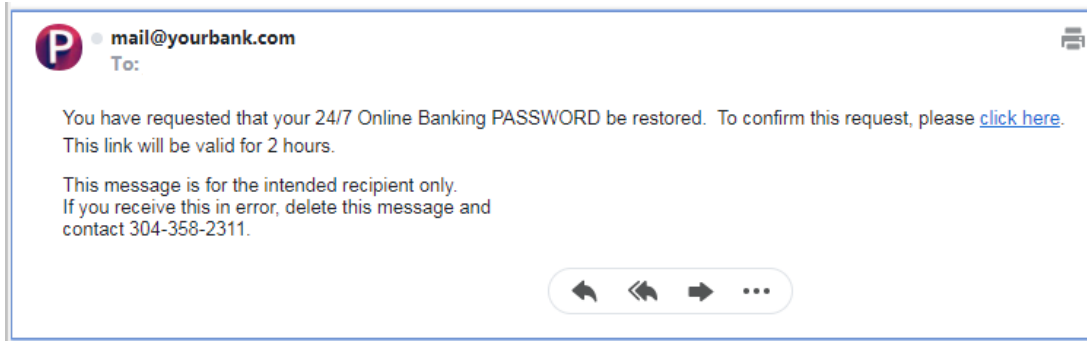 P
mail@yourbank.com
To:
You have requested that your 24/7 Online Banking PASSWORD be restored. To confirm this request, please click here.
This link will be valid for 2 hours.
This message is for the intended recipient only.
If you receive this in error, delete this message and
contact 304-358-2311.